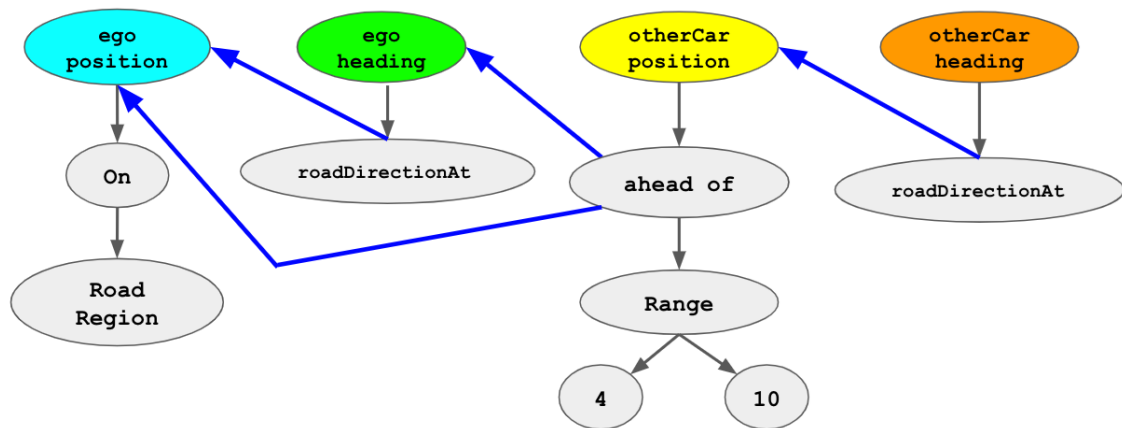 ego
position
ego
heading
otherCar
position
otherCar
heading
On
roadDirectionAt
ahead of
roadDirectionAt
Road
Region
Range
4
10